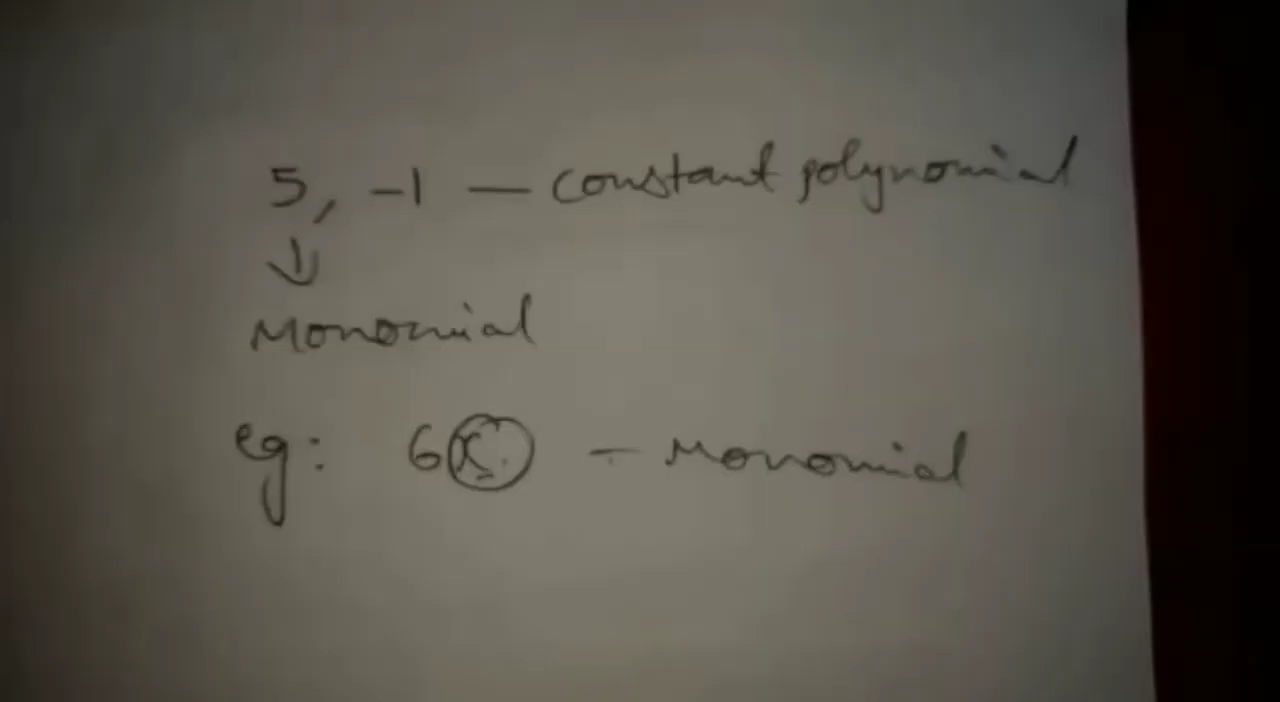 5, -1 — constant polynomial
↓
Monomial
eg: 6x — Monomial